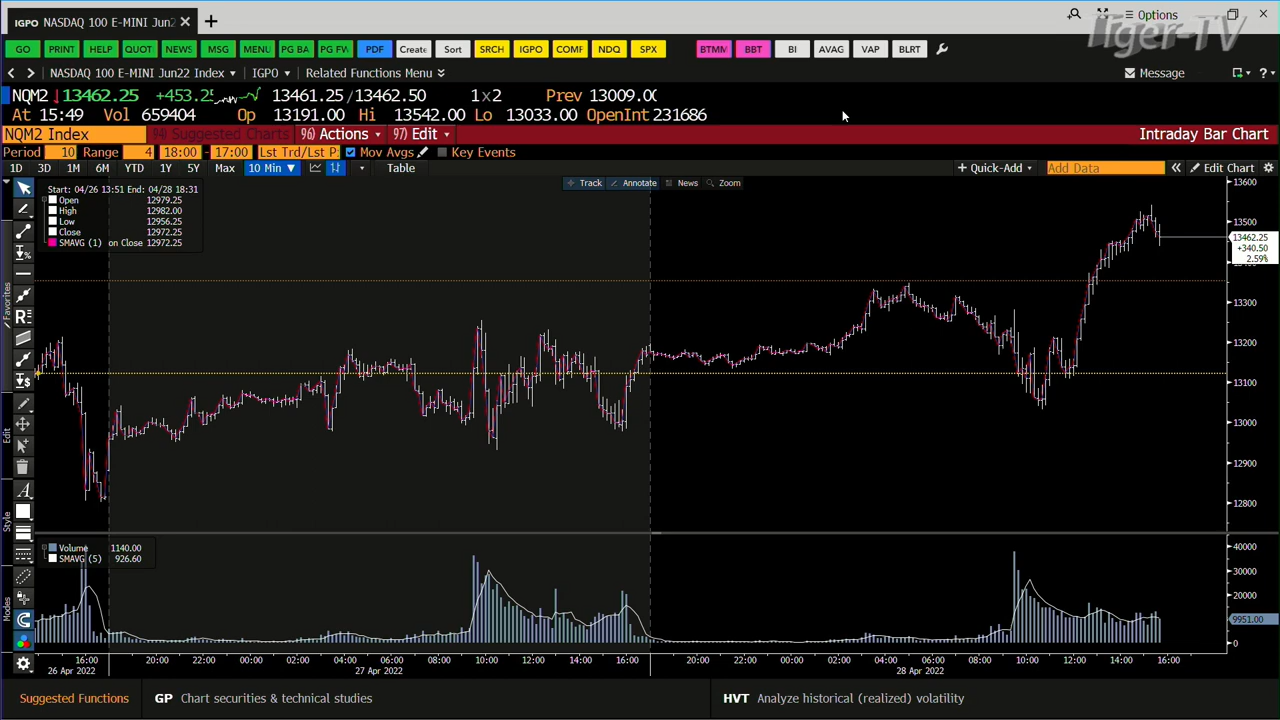 IGPO NASDAQ 100 E-MINI Jun2
Options
Tiger-TV
GO PRINT HELP QUOT NEWS MSG MENU PG BA PG FW PDF Create Sort SRCH IGPO COMF NDQ SPX BTMM BBT BI AVAG VAP BLRT
NASDAQ 100 E-MINI Jun22 Index IGPO Related Functions Menu Message ?
NQM2 13462.25 +453.25 13461.25/13462.50 1x2 Prev 13009.00
At 15:49 Vol 659404 Op 13191.00 Hi 13542.00 Lo 13033.00 OpenInt 231686
NQM2 Index 94) Suggested Charts 96) Actions 97) Edit Intraday Bar Chart
Period 10 Range 4 18:00 - 17:00 Lst Trd/Lst P Mov Avgs Key Events
1D 3D 1M 6M YTD 1Y 5Y Max 10 Min Table + Quick-Add Add Data Edit Chart
Track Annotate News Zoom
Start: 04/26 13:51 End: 04/28 18:31
Open 12979.25
High 12982.00
Low 12956.25
Close 12972.25
SMAVG (1) on Close 12972.25
13600
13500
13462.25
+340.50
2.59%
13300
13200
13100
13000
12900
12800
Favorites
Edit
Style
Modes
Volume 1140.00
SMAVG (5) 926.60
40000
30000
20000
9951.00
0
16:00 20:00 22:00 00:00 02:00 04:00 06:00 08:00 10:00 12:00 14:00 16:00 20:00 22:00 00:00 02:00 04:00 06:00 08:00 10:00 12:00 14:00 16:00
26 Apr 2022 27 Apr 2022 28 Apr 2022
Suggested Functions GP Chart securities & technical studies HVT Analyze historical (realized) volatility